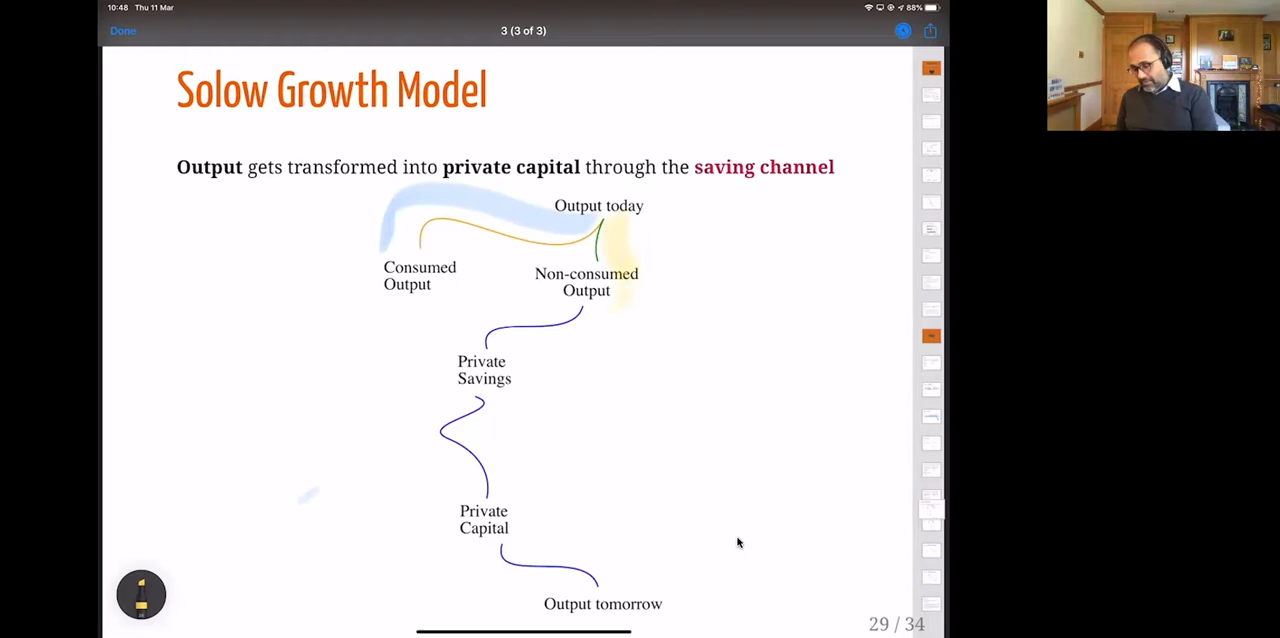 10:48 Thu 11 Mar
88%
Done
3 (3 of 3)
Solow Growth Model
Output gets transformed into private capital through the saving channel
Output today
Consumed
Output
Non-consumed
Output
Private
Savings
Private
Capital
Output tomorrow
29 / 34